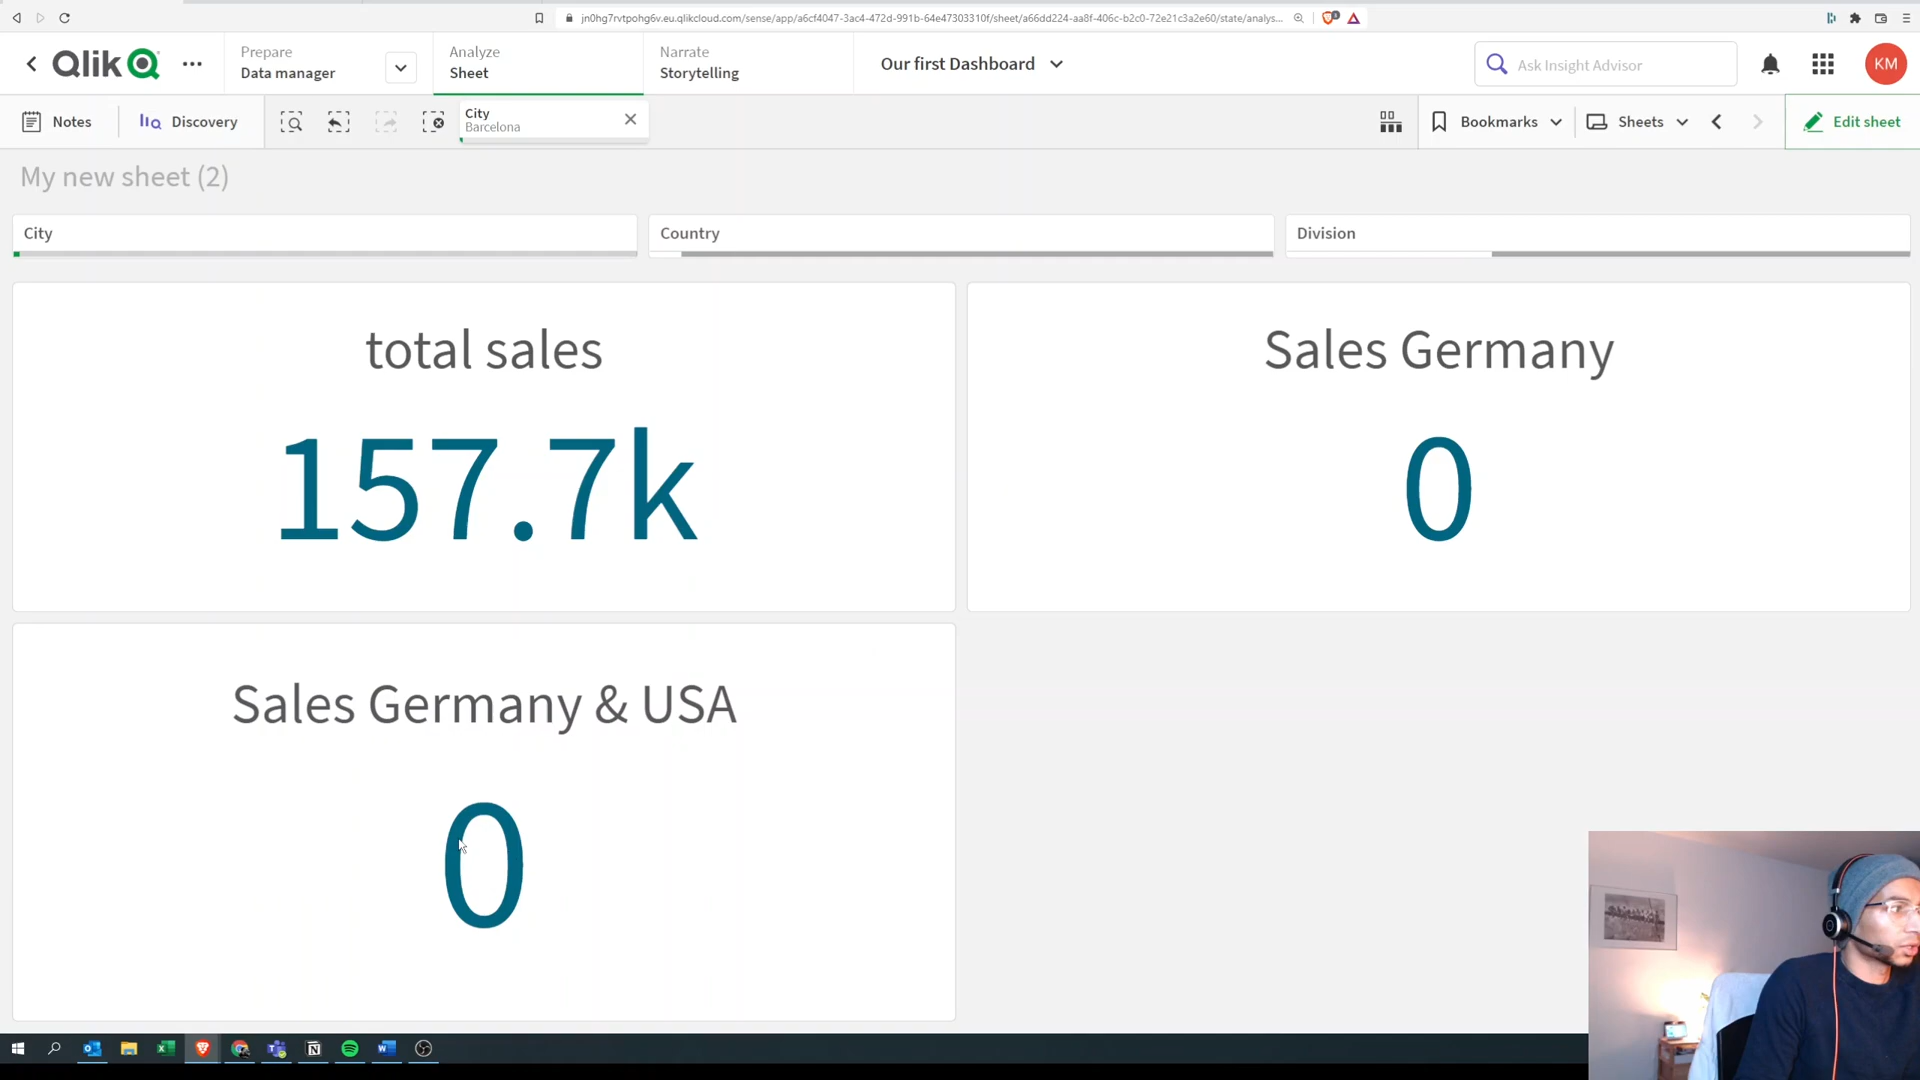 jn0hg7rvtpohg6v.eu.qlikcloud.com/sense/app/a6cf4047-3ac4-472d-991b-64e47303310f/sheet/a66dd224-aa8f-406c-b2c0-72e21c3a2e60/state/analys...
Qlik
Prepare
Data manager
Analyze
Sheet
Narrate
Storytelling
Our first Dashboard
Ask Insight Advisor
KM
Notes
Discovery
City
Barcelona
Bookmarks
Sheets
Edit sheet
My new sheet (2)
City
Country
Division
total sales
157.7k
Sales Germany
0
Sales Germany & USA
0